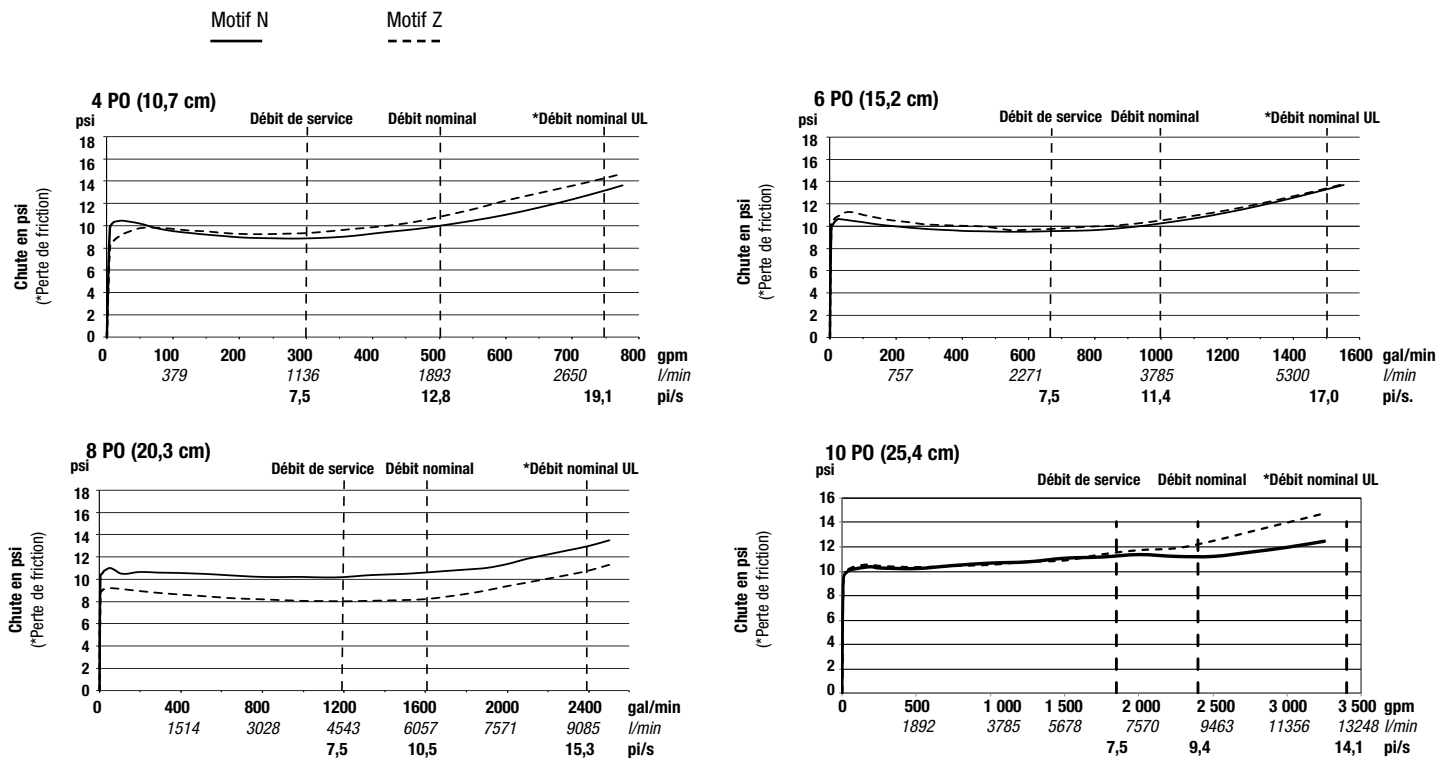 Motif N Motif Z
4 PO (10,7 cm)
psi
Débit de service Débit nominal *Débit nominal UL
18
16
14
12
10
8
6
4
2
0
Chute en psi
(*Perte de friction)
0 100 200 300 400 500 600 700 800 gpm
379 1136 1893 2650 l/min
7,5 12,8 19,1 pi/s
6 PO (15,2 cm)
psi
Débit de service Débit nominal *Débit nominal UL
18
16
14
12
10
8
6
4
2
0
Chute en psi
(*Perte de friction)
0 200 400 600 800 1000 1200 1400 1600 gal/min
757 2271 3785 5300 l/min
7,5 11,4 17,0 pi/s.
8 PO (20,3 cm)
psi
Débit de service Débit nominal *Débit nominal UL
18
16
14
12
10
8
6
4
2
0
Chute en psi
(*Perte de friction)
0 400 800 1200 1600 2000 2400 gal/min
1514 3028 4543 6057 7571 9085 l/min
7,5 10,5 15,3 pi/s
10 PO (25,4 cm)
psi
Débit de service Débit nominal *Débit nominal UL
16
14
12
10
8
6
4
2
0
Chute en psi
(*Perte de friction)
0 500 1 000 1 500 2 000 2 500 3 000 3 500 gpm
1892 3785 5678 7570 9463 11356 13248 l/min
7,5 9,4 14,1 pi/s